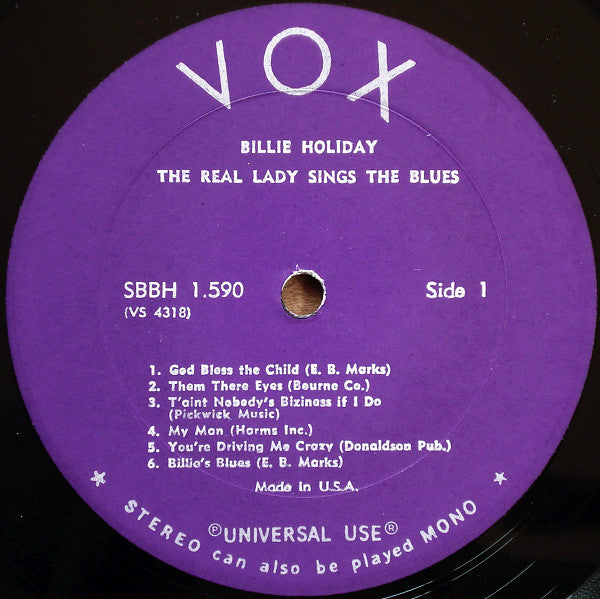 VOX
BILLIE HOLIDAY
THE REAL LADY SINGS THE BLUES
SBBH 1.590
(VS 4318)
Side 1
1. God Bless the Child (E. B. Marks)
2. Them There Eyes (Bourne Co.)
3. T'aint Nobody's Biziness if I Do
(Pickwick Music)
4. My Man (Harms Inc.)
5. You're Driving Me Crazy (Donaldson Pub.)
6. Billie's Blues (E. B. Marks)
Made in U.S.A.
℗UNIVERSAL USE®
★ STEREO can also be played MONO ★